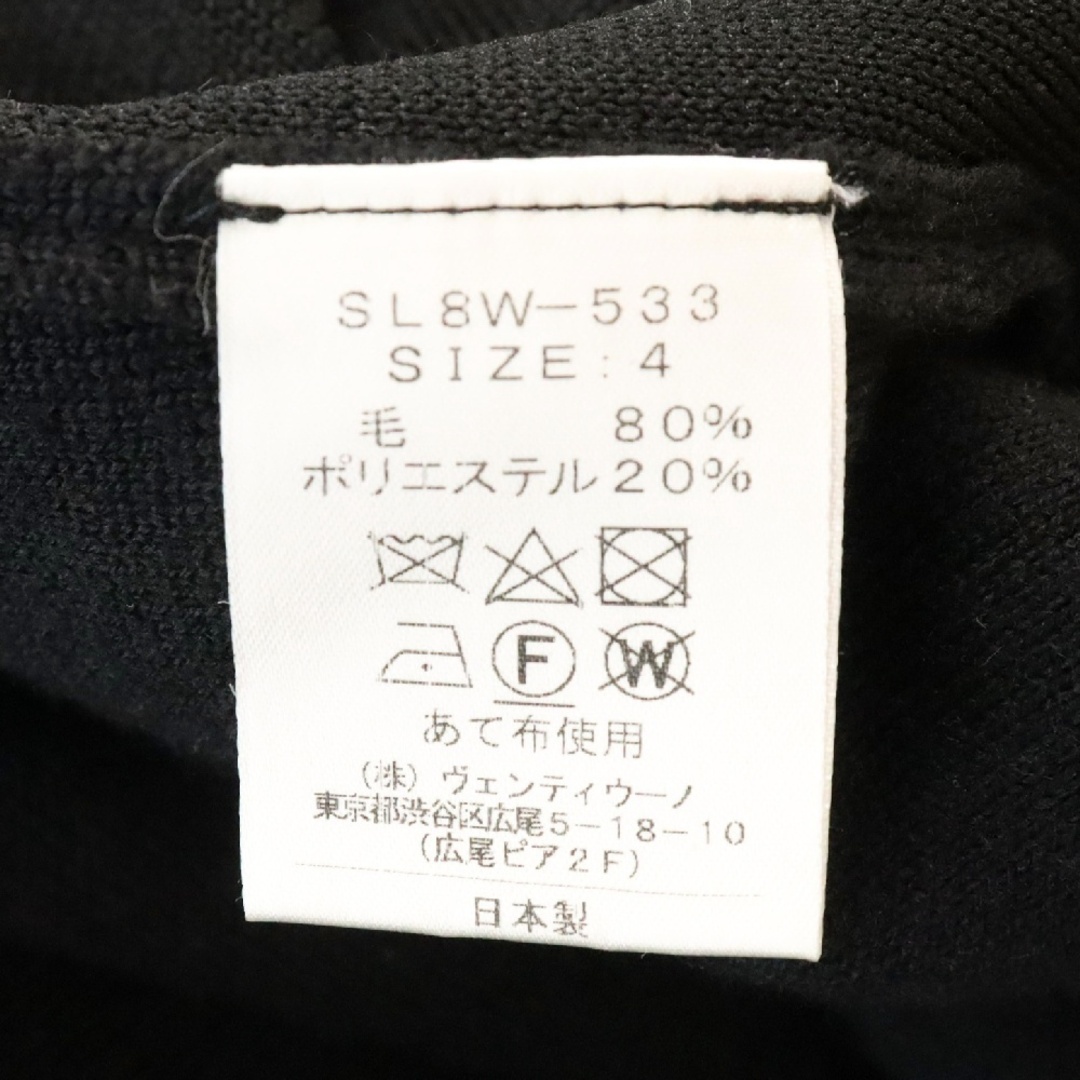 SL8W-533
SIZE:4
毛 80%
ポリエステル20%
F W
あて布使用
(株) ヴェンティウーノ
東京都渋谷区広尾5-18-10
(広尾ピア2F)
日本製